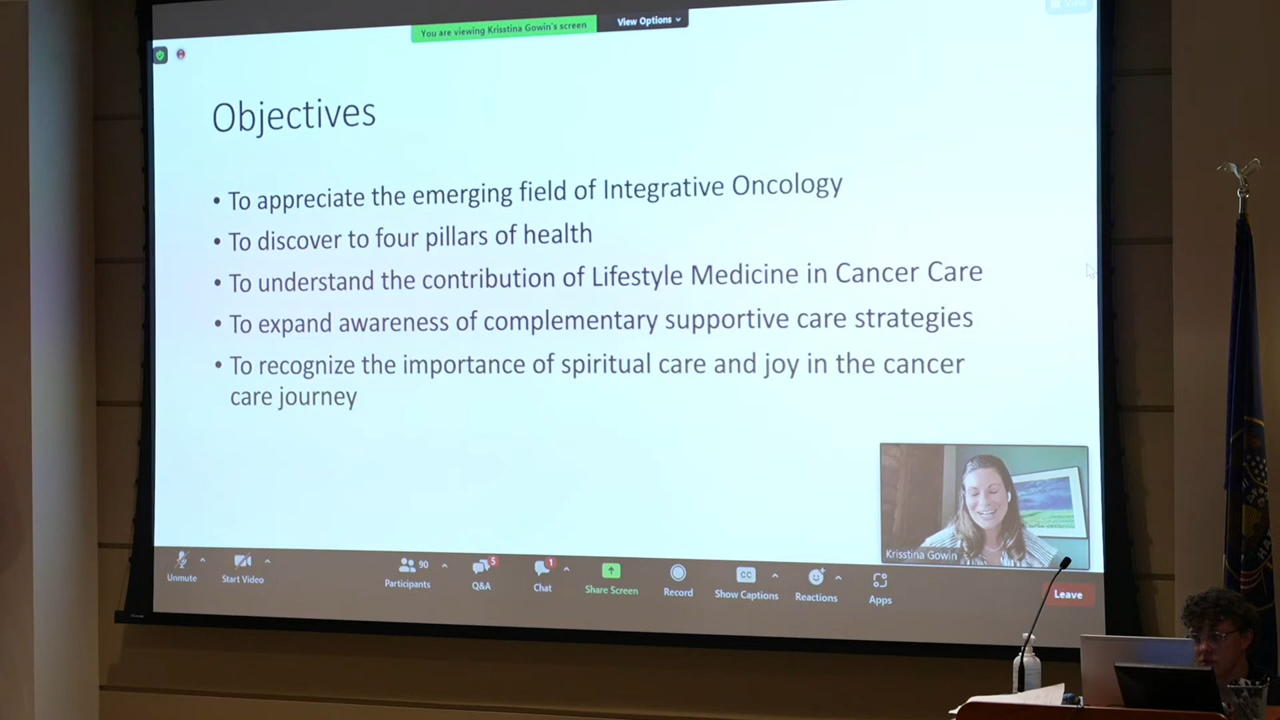 You are viewing Krisstina Gowin's screen
View Options
View
Objectives
• To appreciate the emerging field of Integrative Oncology
• To discover to four pillars of health
• To understand the contribution of Lifestyle Medicine in Cancer Care
• To expand awareness of complementary supportive care strategies
• To recognize the importance of spiritual care and joy in the cancer
care journey
Krisstina Gowin
Unmute
Start Video
90
Participants
5
Q&A
1
Chat
Share Screen
Record
CC
Show Captions
Reactions
Apps
Leave